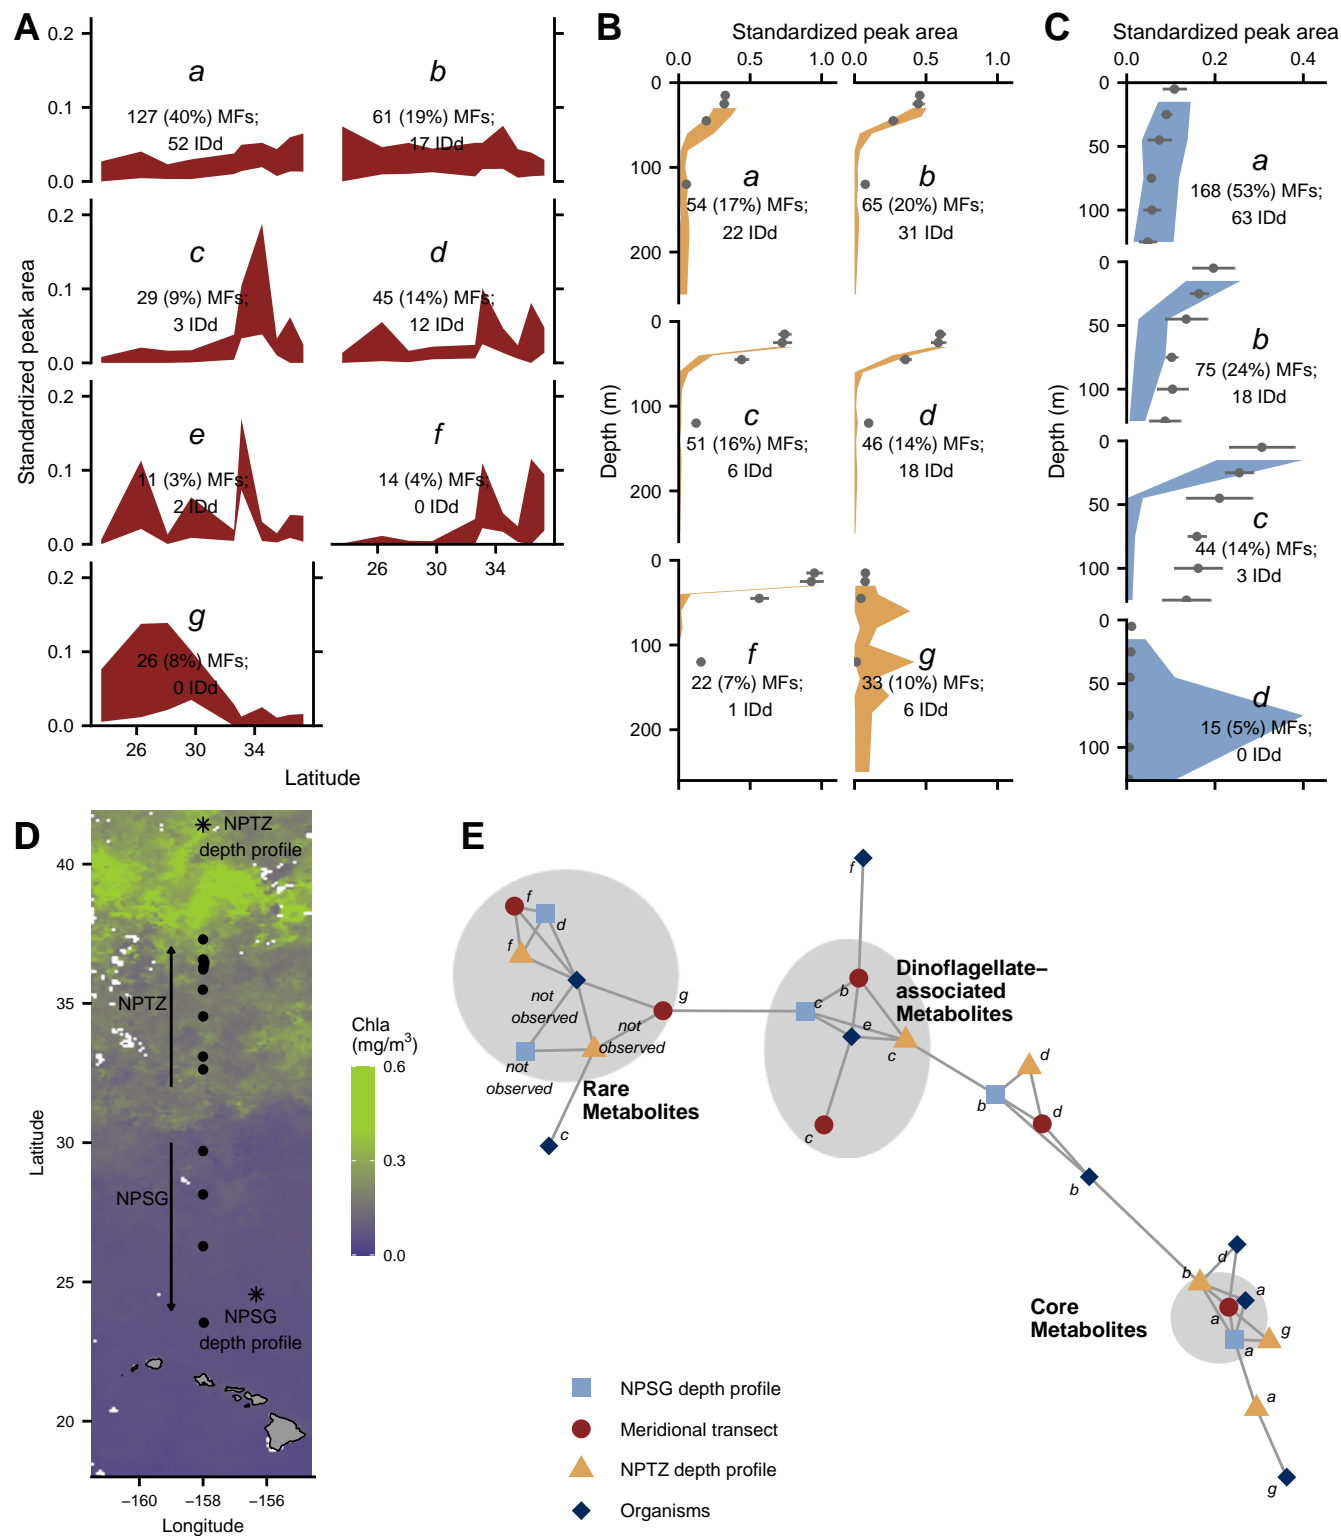 A
B
C
Standardized peak area
Standardized peak area
0.0
0.5
1.0
0.0
0.5
1.0
0.0
0.2
0.4
0.2
0.1
0.0
a
127 (40%) MFs;
52 IDd
b
61 (19%) MFs;
17 IDd
0.2
0.1
0.0
c
29 (9%) MFs;
3 IDd
d
45 (14%) MFs;
12 IDd
0.2
0.1
0.0
e
11 (3%) MFs;
2 IDd
f
14 (4%) MFs;
0 IDd
26
30
34
0.2
0.1
0.0
g
26 (8%) MFs;
0 IDd
26
30
34
Standardized peak area
Latitude
0
100
200
a
54 (17%) MFs;
22 IDd
b
65 (20%) MFs;
31 IDd
0
100
200
c
51 (16%) MFs;
6 IDd
d
46 (14%) MFs;
18 IDd
0
100
200
f
22 (7%) MFs;
1 IDd
g
33 (10%) MFs;
6 IDd
Depth (m)
0
50
100
a
168 (53%) MFs;
63 IDd
0
50
100
b
75 (24%) MFs;
18 IDd
0
50
100
c
44 (14%) MFs;
3 IDd
0
50
100
d
15 (5%) MFs;
0 IDd
Depth (m)
D
NPTZ
depth profile
NPTZ
NPSG
NPSG
depth profile
40
35
30
25
20
Latitude
−160
−158
−156
Longitude
Chla
(mg/m3)
0.6
0.3
0.0
E
f
d
f
not
observed
g
not
observed
not
observed
Rare
Metabolites
c
f
b
c
e
c
c
Dinoflagellate−
associated
Metabolites
d
b
d
b
d
b
a
a
g
a
a
g
Core
Metabolites
NPSG depth profile
Meridional transect
NPTZ depth profile
Organisms